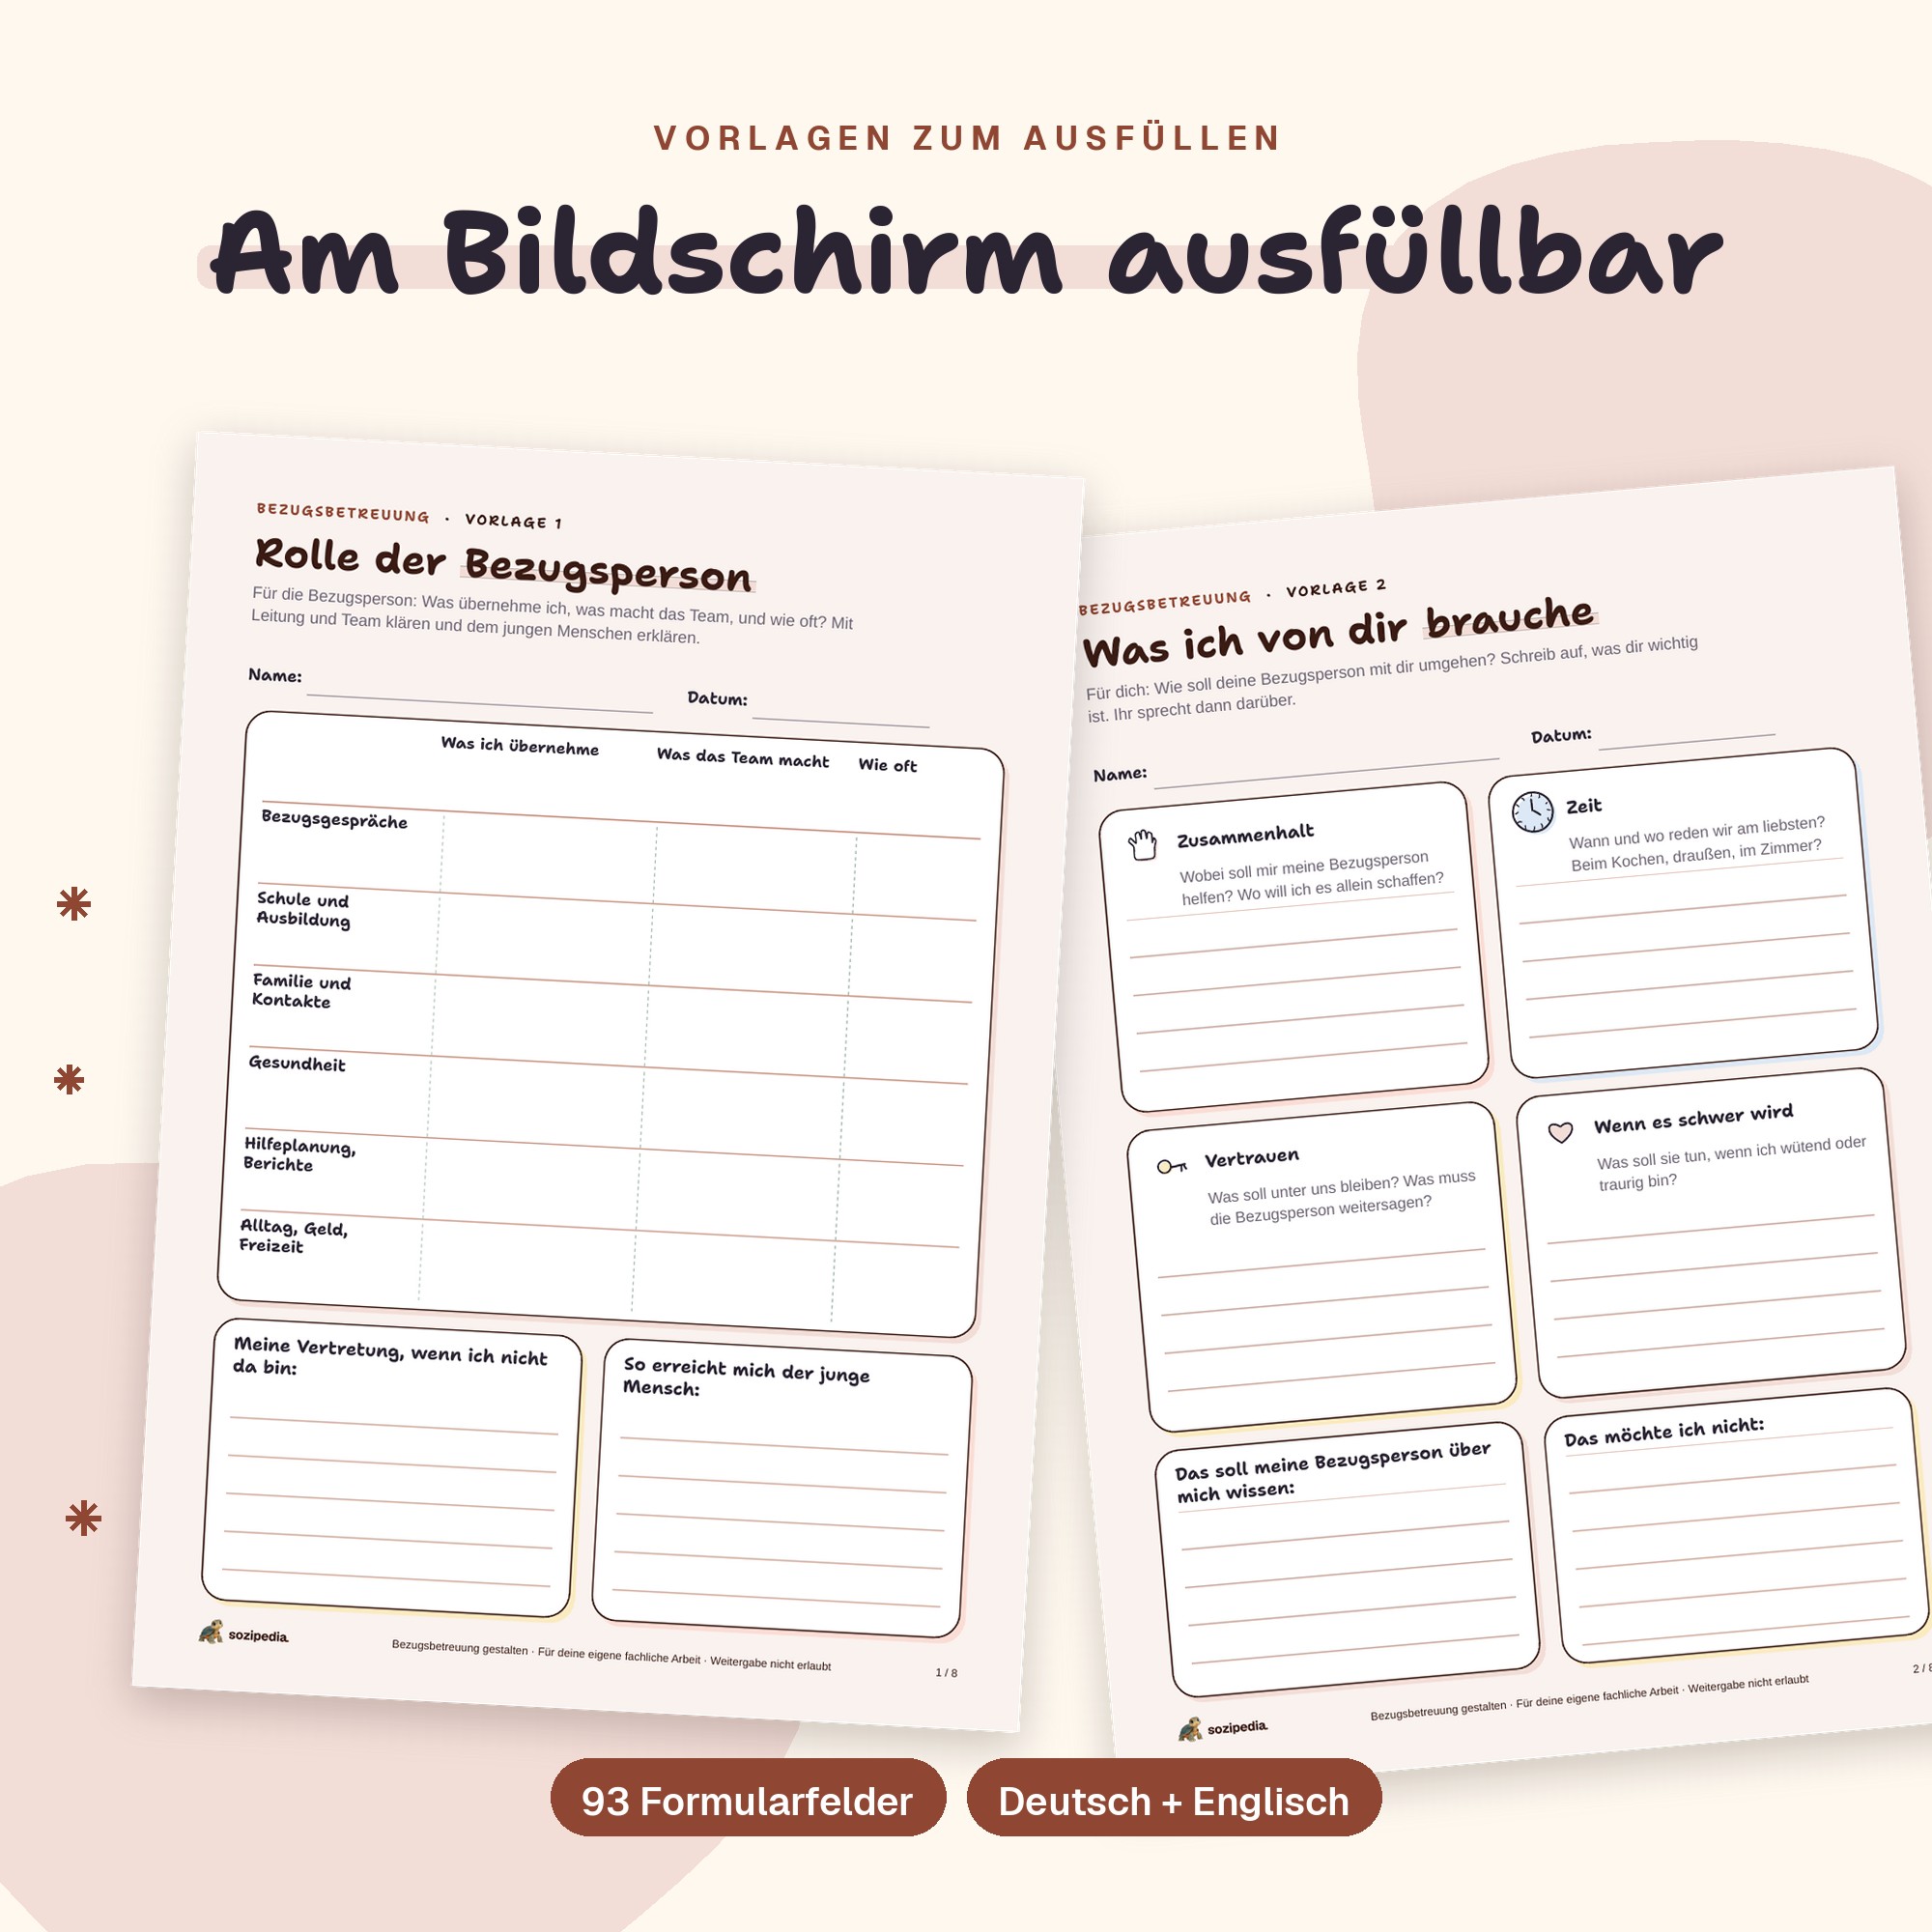 VORLAGEN ZUM AUSFÜLLEN
Am Bildschirm ausfüllbar
BEZUGSBETREUUNG · VORLAGE 1
Rolle der Bezugsperson
Für die Bezugsperson: Was übernehme ich, was macht das Team, und wie oft? Mit
Leitung und Team klären und dem jungen Menschen erklären.
Name:
Datum:
Was ich übernehme
Was das Team macht
Wie oft
Bezugsgespräche
Schule und
Ausbildung
Familie und
Kontakte
Gesundheit
Hilfeplanung,
Berichte
Alltag, Geld,
Freizeit
Meine Vertretung, wenn ich nicht
da bin:
So erreicht mich der junge
Mensch:
sozipedia.
Bezugsbetreuung gestalten · Für deine eigene fachliche Arbeit · Weitergabe nicht erlaubt
1 / 8
BEZUGSBETREUUNG · VORLAGE 2
Was ich von dir brauche
Für dich: Wie soll deine Bezugsperson mit dir umgehen? Schreib auf, was dir wichtig
ist. Ihr sprecht dann darüber.
Name:
Datum:
Zusammenhalt
Wobei soll mir meine Bezugsperson
helfen? Wo will ich es allein schaffen?
Zeit
Wann und wo reden wir am liebsten?
Beim Kochen, draußen, im Zimmer?
Vertrauen
Was soll unter uns bleiben? Was muss
die Bezugsperson weitersagen?
Wenn es schwer wird
Was soll sie tun, wenn ich wütend oder
traurig bin?
Das soll meine Bezugsperson über
mich wissen:
Das möchte ich nicht:
sozipedia.
Bezugsbetreuung gestalten · Für deine eigene fachliche Arbeit · Weitergabe nicht erlaubt
2 / 8
93 Formularfelder
Deutsch + Englisch